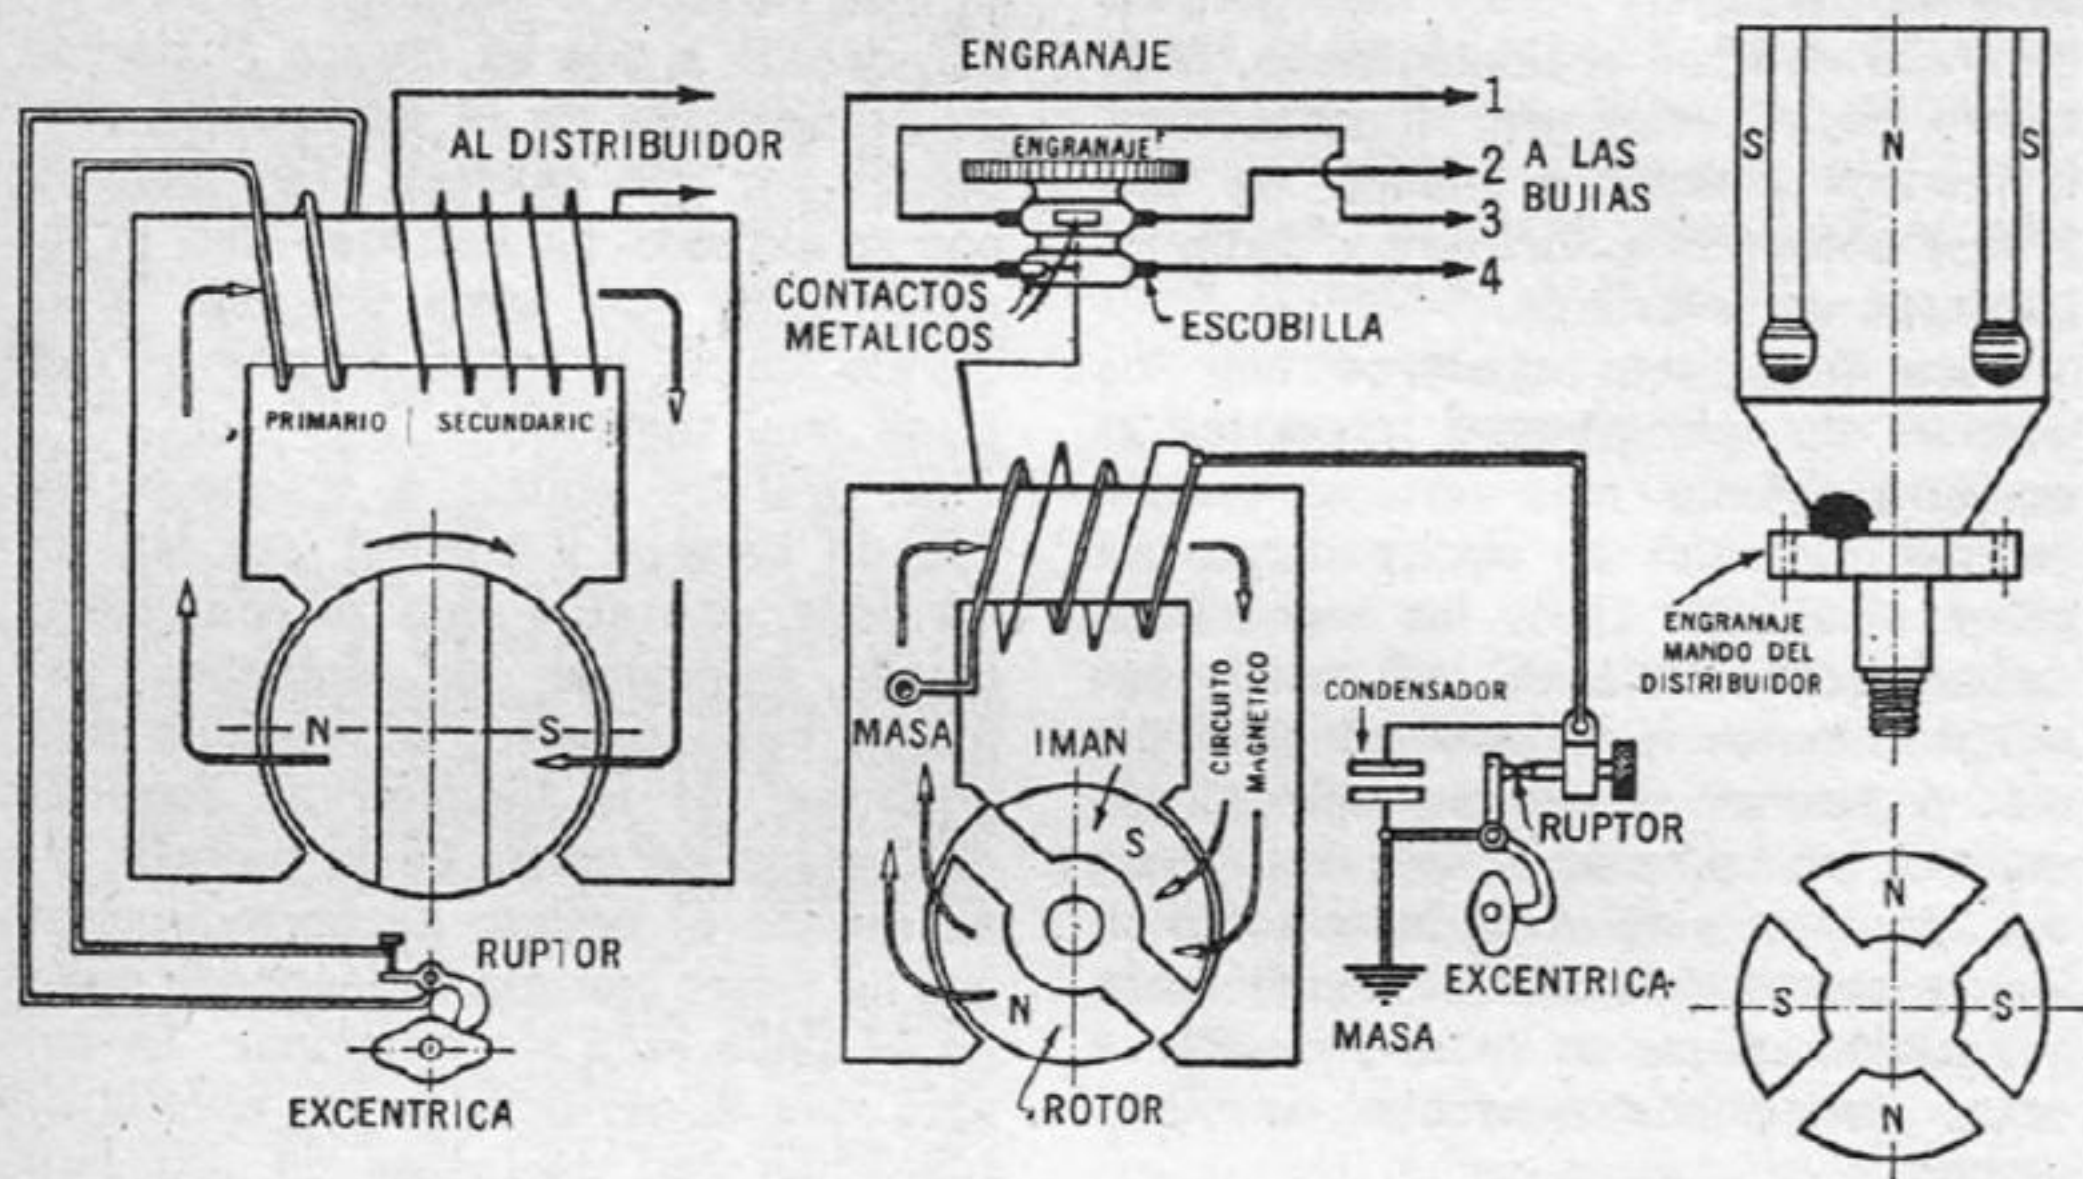 AL DISTRIBUIDOR
PRIMARIO
SECUNDARIC
N
S
RUPTOR
EXCENTRICA
ENGRANAJE
ENGRANAJE
1
2
3
4
A LAS
BUJIAS
CONTACTOS
METALICOS
ESCOBILLA
MASA
IMAN
CIRCUITO
MAGNETICO
S
N
ROTOR
CONDENSADOR
RUPTOR
EXCENTRICA
MASA
S
N
S
ENGRANAJE
MANDO DEL
DISTRIBUIDOR
N
S
S
N